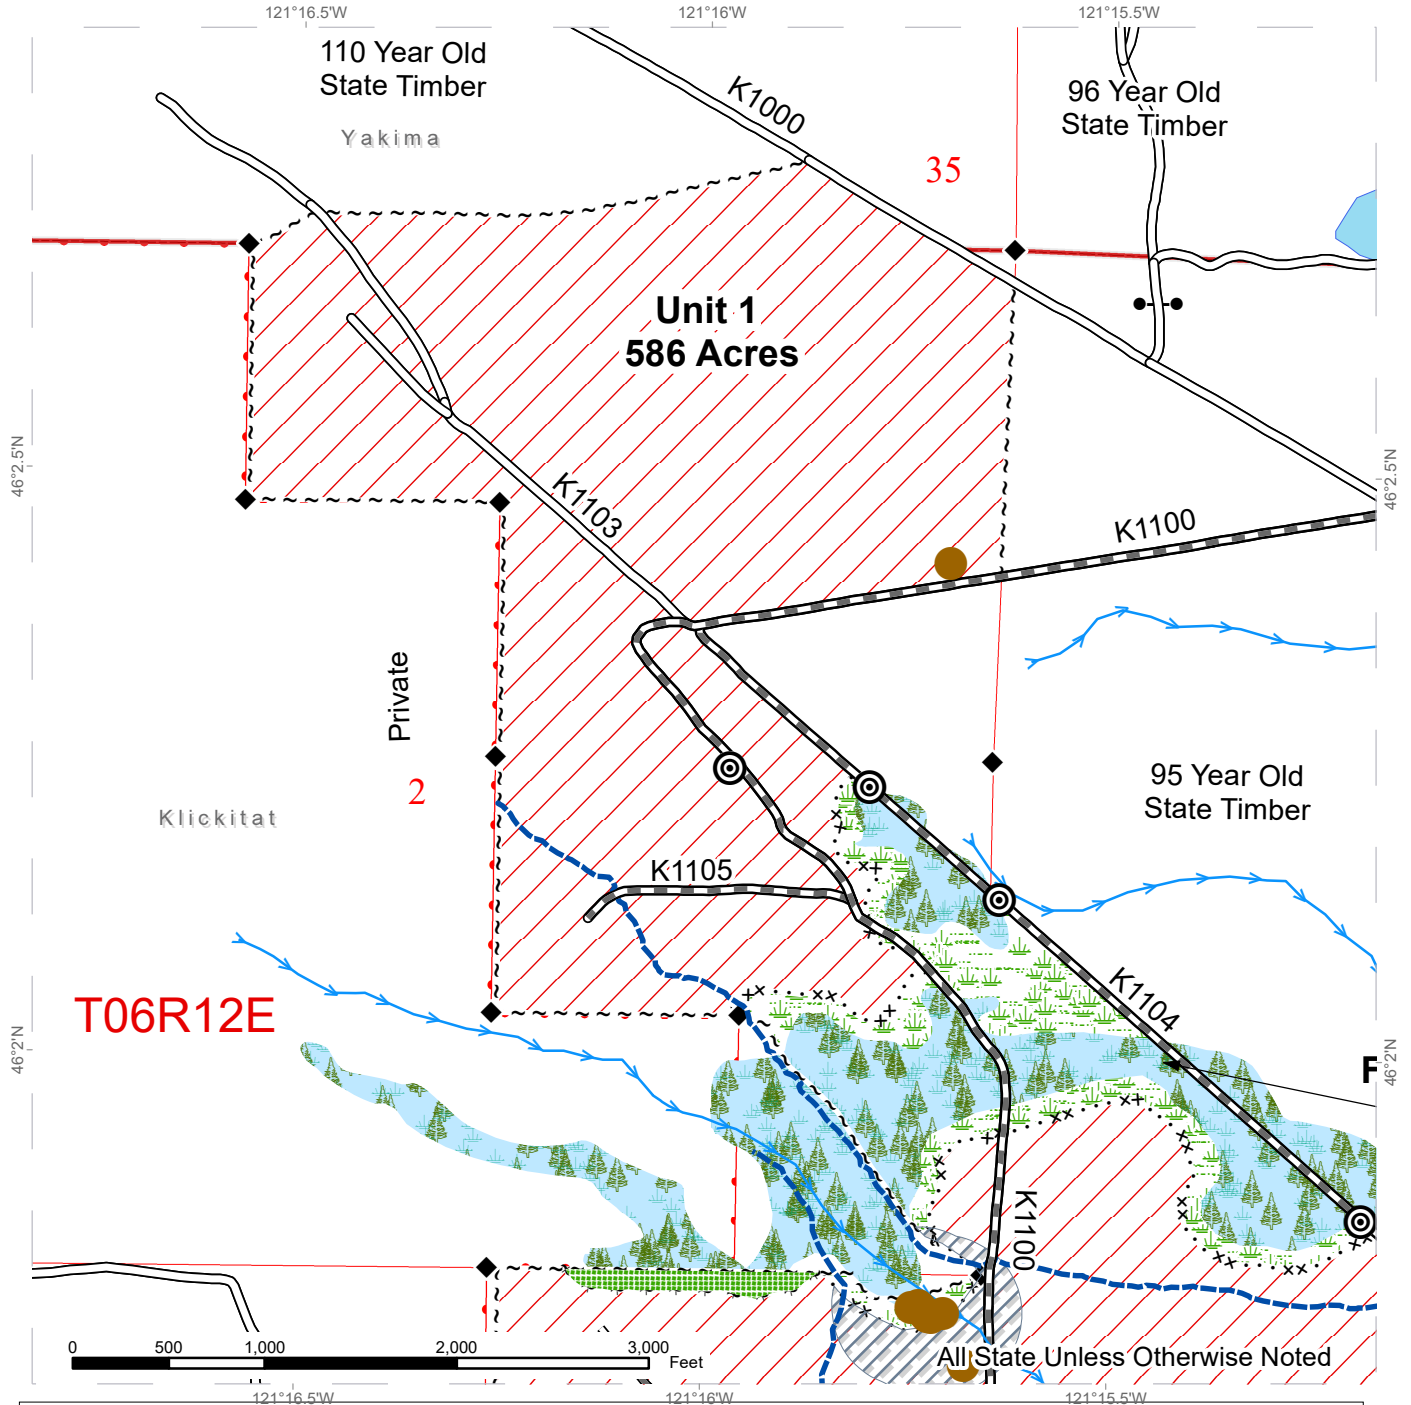 121°16.5'W
121°16'W
121°15.5'W
110 Year Old
State Timber
Yakima
K1000
96 Year Old
State Timber
35
Unit 1
586 Acres
46°2.5'N
46°2.5'N
K1103
K1100
Private
2
Klickitat
95 Year Old
State Timber
K1105
T06R12E
K1104
46°2'N
46°2'N
F
K1100
0
500
1,000
2,000
3,000
Feet
All State Unless Otherwise Noted
121°16.5'W
121°16'W
121°15.5'W